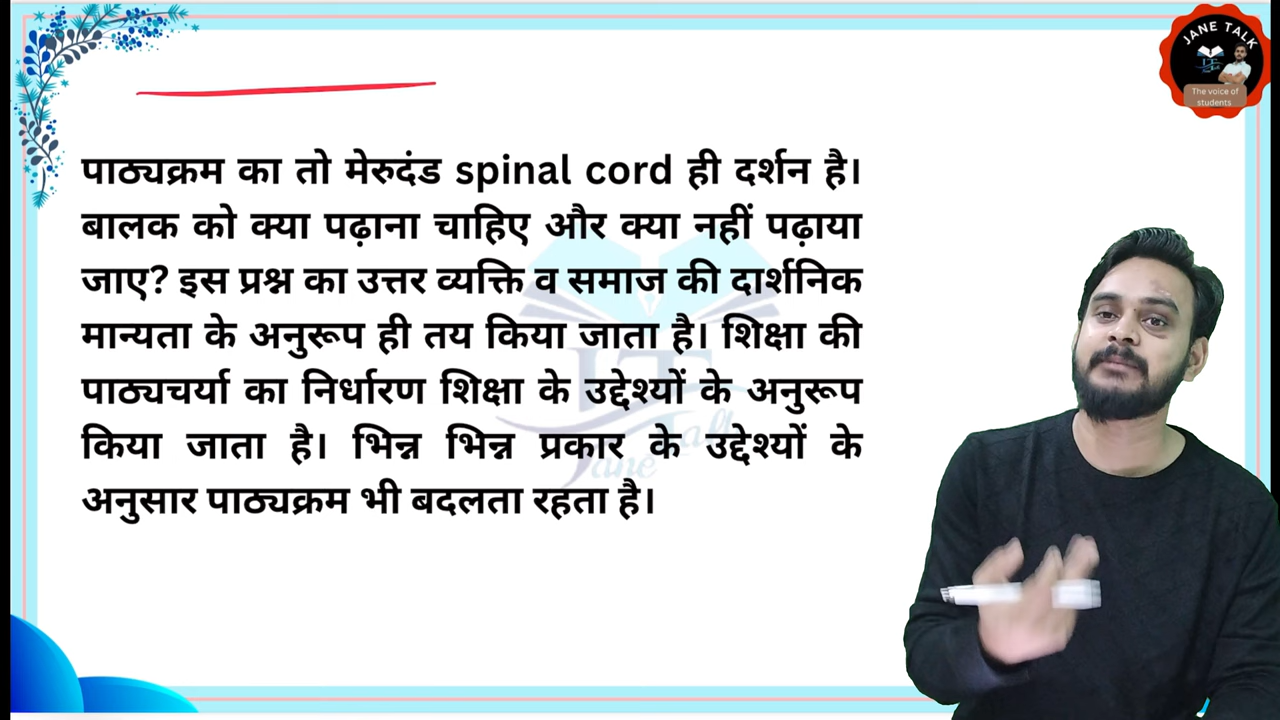 JANE TALK
The voice of
students
पाठ्यक्रम का तो मेरुदंड spinal cord ही दर्शन है।
बालक को क्या पढ़ाना चाहिए और क्या नहीं पढ़ाया
जाए? इस प्रश्न का उत्तर व्यक्ति व समाज की दार्शनिक
मान्यता के अनुरूप ही तय किया जाता है। शिक्षा की
पाठ्यचर्या का निर्धारण शिक्षा के उद्देश्यों के अनुरूप
किया जाता है। भिन्न भिन्न प्रकार के उद्देश्यों के
अनुसार पाठ्यक्रम भी बदलता रहता है।